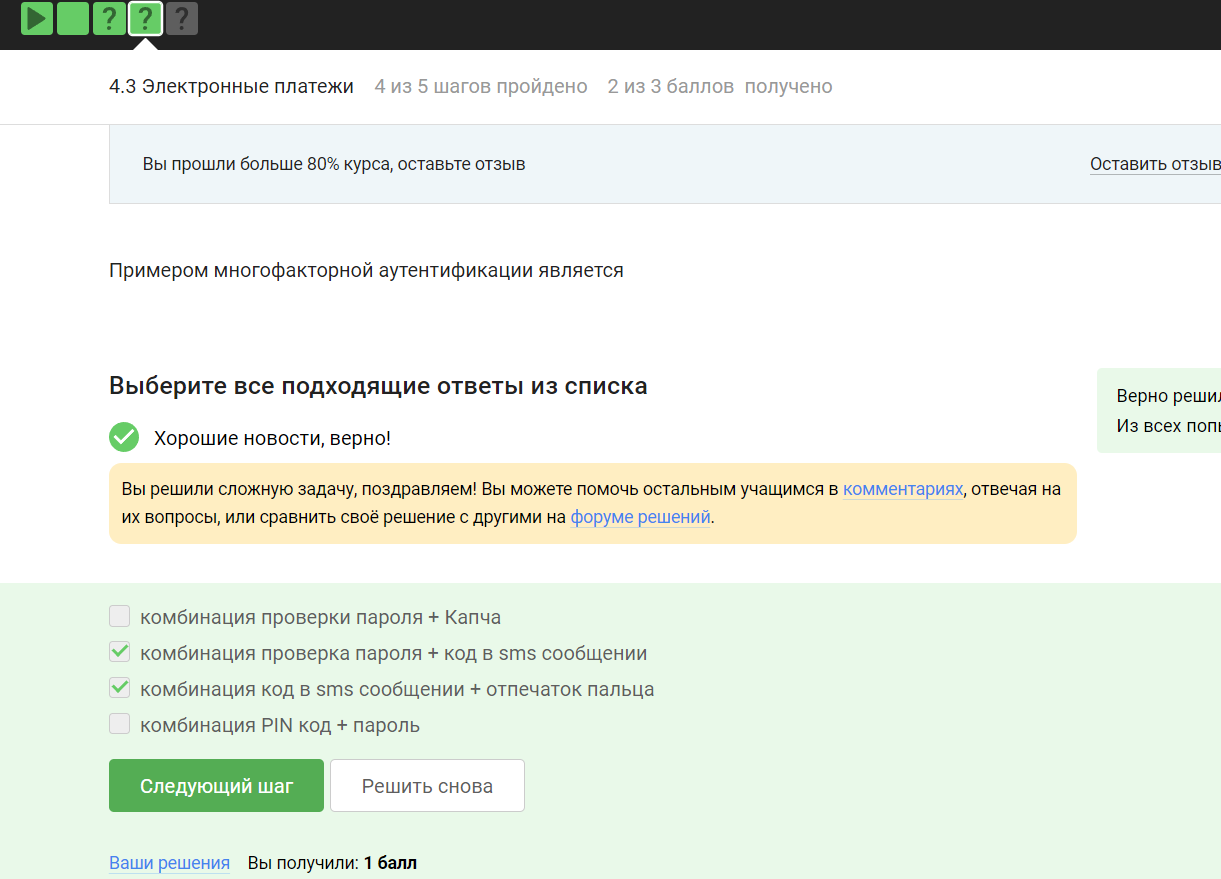 ? ? ?
4.3 Электронные платежи 4 из 5 шагов пройдено 2 из 3 баллов получено
Вы прошли больше 80% курса, оставьте отзыв Оставить отзыв
Примером многофакторной аутентификации является
Выберите все подходящие ответы из списка
Верно
Хорошие новости, верно!
Из всех
Вы решили сложную задачу, поздравляем! Вы можете помочь остальным учащимся в комментариях, отвечая на
их вопросы, или сравнить своё решение с другими на форуме решений.
комбинация проверки пароля + Капча
комбинация проверка пароля + код в sms сообщении
комбинация код в sms сообщении + отпечаток пальца
комбинация PIN код + пароль
Следующий шаг Решить снова
Ваши решения Вы получили: 1 балл